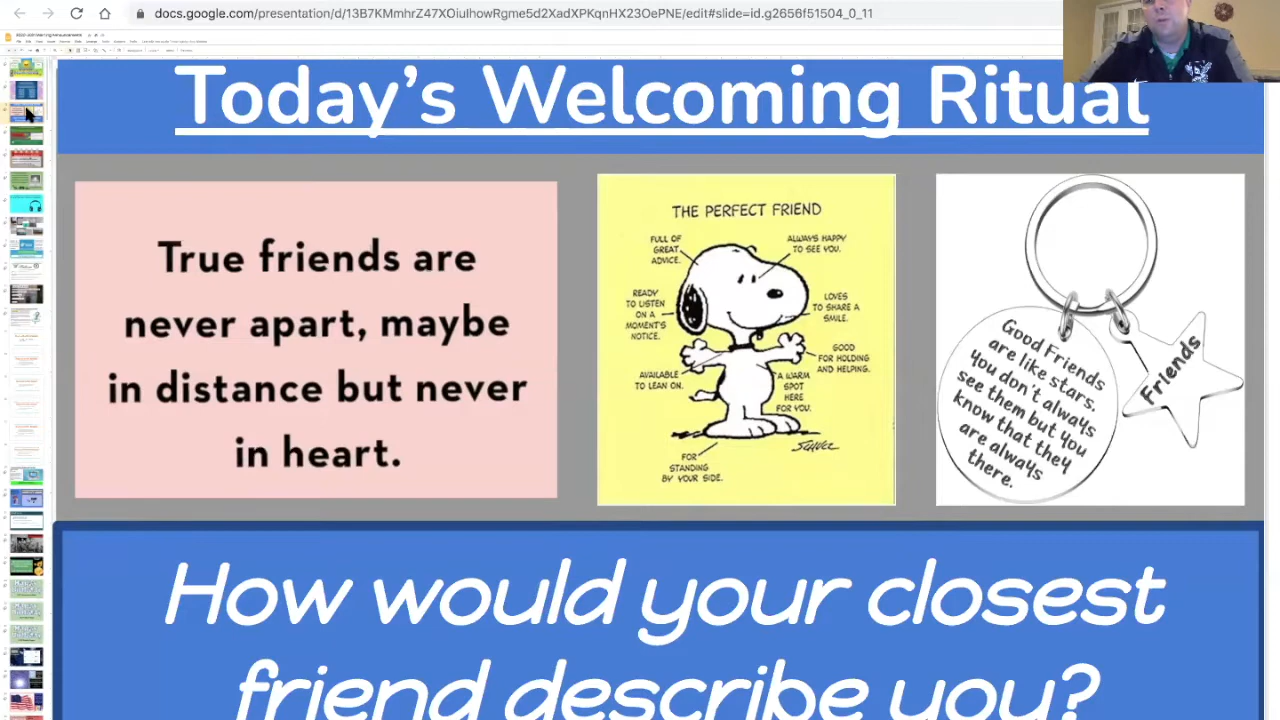 docs.google.com/presentation/d/13B7KMmhrZ47XOiuIhowRgme5d2XadXPKqnHX23OePNE/edit#slide=id.g2656f51504_0_11
Today's Welcoming Ritual
True friends are
never apart, maybe
in distance but never
in heart.
THE PERFECT FRIEND
FULL OF
GREAT
ADVICE.
ALWAYS HAPPY
TO SEE YOU.
READY
TO LISTEN
ON A
MOMENT'S
NOTICE.
LOVES
TO SHARE A
SMILE.
GOOD
FOR HOLDING
AND HELPING.
AVAILABLE
TO LEAN ON.
A WARM
SPOT
HERE
FOR YOU.
FOR
STANDING
BY YOUR SIDE.
SCHULZ
Good Friends
are like stars.
You don't always
see them but you
know that they
are always
there.
Friends
How would your closest
friend describe you?